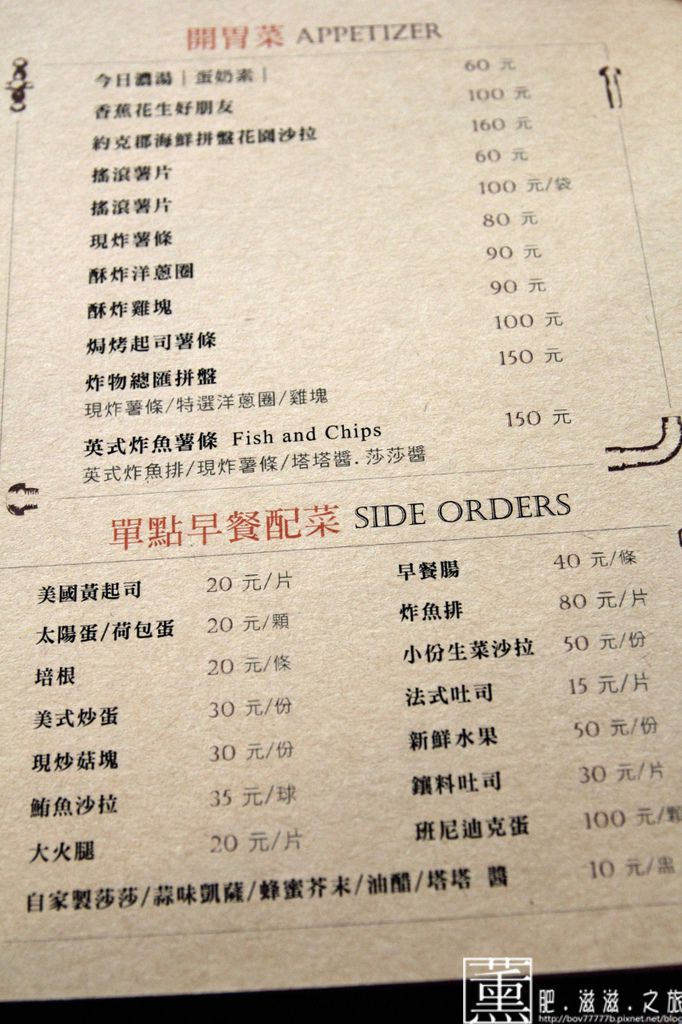 開胃菜 APPETIZER
今日濃湯 | 蛋奶素 | 60 元
香蕉花生好朋友 100 元
約克郡海鮮拼盤花園沙拉 160 元
搖滾薯片 60 元
搖滾薯片 100 元/袋
現炸薯條 80 元
酥炸洋蔥圈 90 元
酥炸雞塊 90 元
焗烤起司薯條 100 元
炸物總匯拼盤 150 元
現炸薯條/特選洋蔥圈/雞塊
英式炸魚薯條 Fish and Chips 150 元
英式炸魚排/現炸薯條/塔塔醬.莎莎醬
單點早餐配菜 SIDE ORDERS
美國黃起司 20 元/片 早餐腸 40 元/條
太陽蛋/荷包蛋 20 元/顆 炸魚排 80 元/片
培根 20 元/條 小份生菜沙拉 50 元/份
美式炒蛋 30 元/份 法式吐司 15 元/片
現炒菇塊 30 元/份 新鮮水果 50 元/份
鮪魚沙拉 35 元/球 鑲料吐司 30 元/片
大火腿 20 元/片 班尼迪克蛋 100 元/顆
自家製莎莎/蒜味凱薩/蜂蜜芥末/油醋/塔塔 醬 10 元/盅
薰 肥.滋滋.之旅
http://bov77777b.pixnet.net/blog